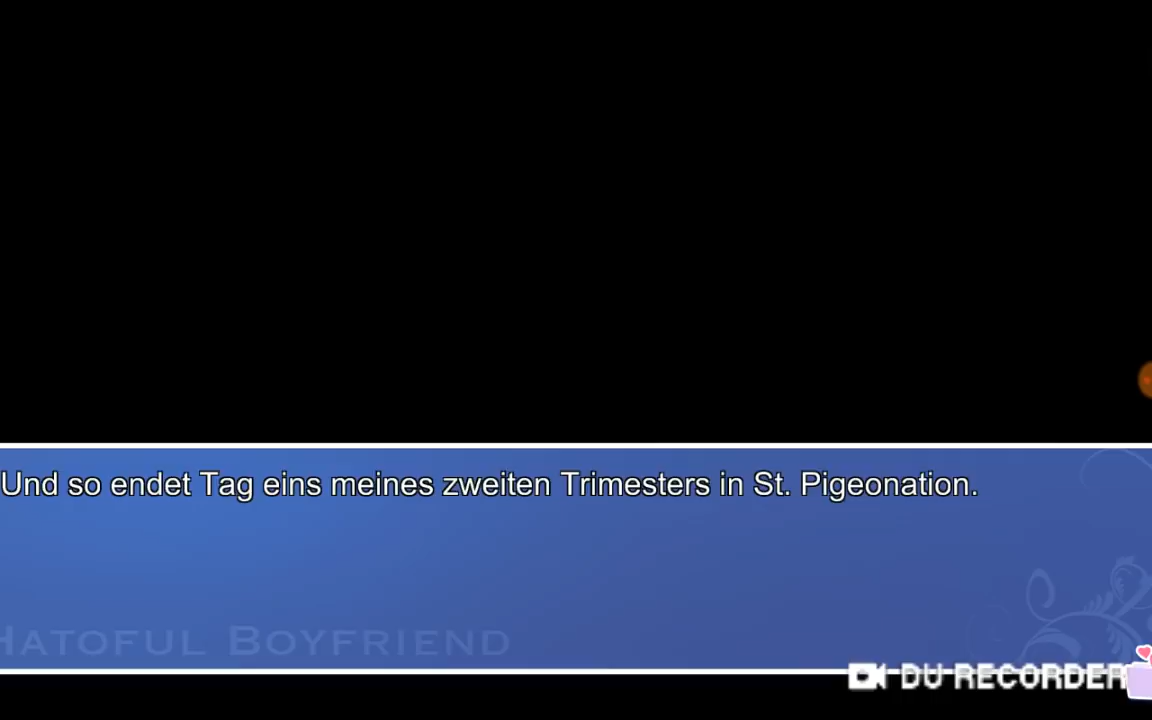 Und so endet Tag eins meines zweiten Trimesters in St. Pigeonation.
HATOFUL BOYFRIEND
DU RECORDER